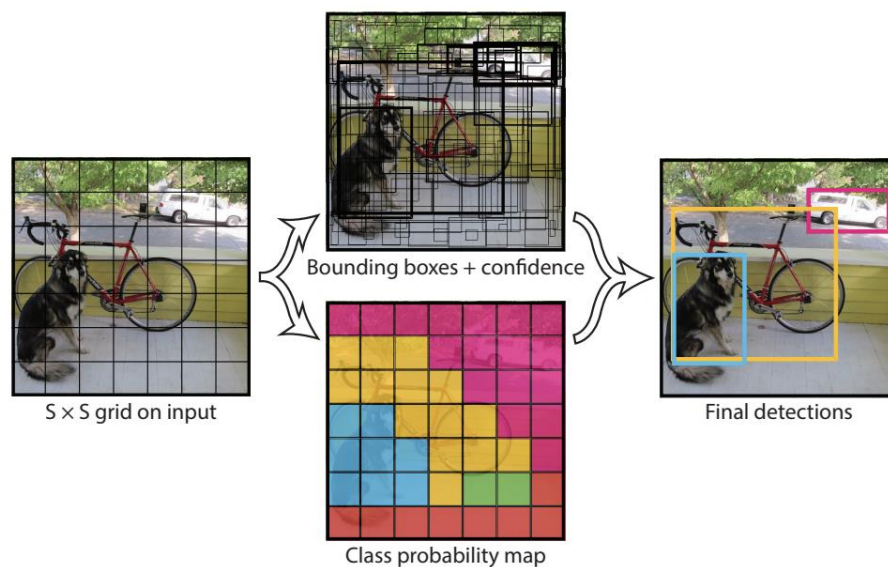 Bounding boxes + confidence
S × S grid on input
Final detections
Class probability map